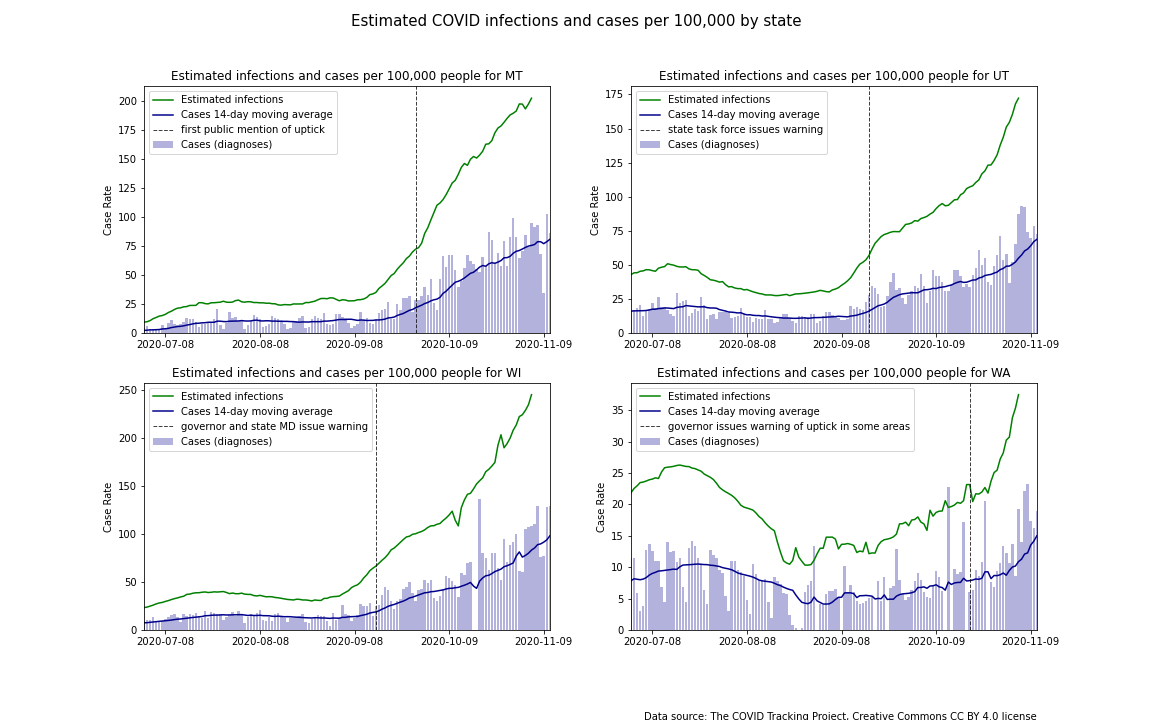 Estimated COVID infections and cases per 100,000 by state
Estimated infections and cases per 100,000 people for MT
Estimated infections
Cases 14-day moving average
first public mention of uptick
Cases (diagnoses)
Case Rate
200
175
150
125
100
75
50
25
0
2020-07-08
2020-08-08
2020-09-08
2020-10-09
2020-11-09
Estimated infections and cases per 100,000 people for UT
Estimated infections
Cases 14-day moving average
state task force issues warning
Cases (diagnoses)
Case Rate
175
150
125
100
75
50
25
0
2020-07-08
2020-08-08
2020-09-08
2020-10-09
2020-11-09
Estimated infections and cases per 100,000 people for WI
Estimated infections
Cases 14-day moving average
governor and state MD issue warning
Cases (diagnoses)
Case Rate
250
200
150
100
50
0
2020-07-08
2020-08-08
2020-09-08
2020-10-09
2020-11-09
Estimated infections and cases per 100,000 people for WA
Estimated infections
Cases 14-day moving average
governor issues warning of uptick in some areas
Cases (diagnoses)
Case Rate
35
30
25
20
15
10
5
0
2020-07-08
2020-08-08
2020-09-08
2020-10-09
2020-11-09
Data source: The COVID Tracking Project, Creative Commons CC BY 4.0 license